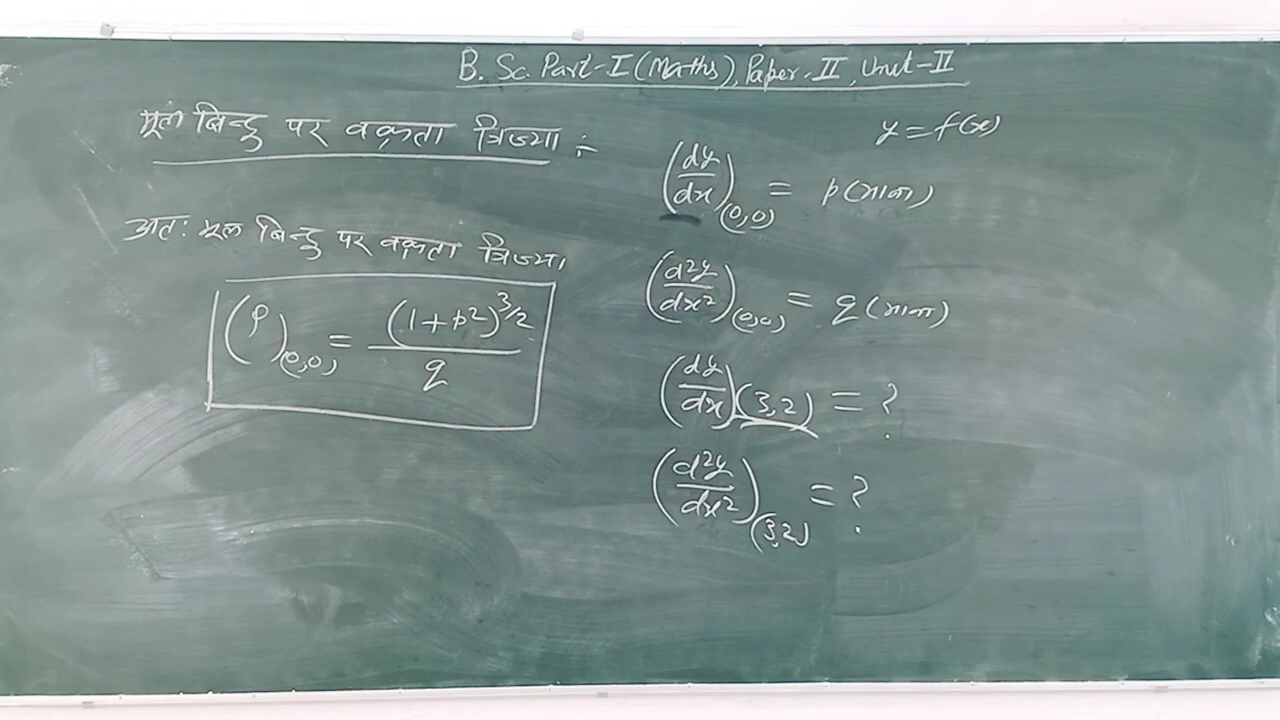 B. Sc. Part-I (Maths), Paper-II, Unit-II
मूल बिन्दु पर वक्रता त्रिज्या :-
अतः मूल बिन्दु पर वक्रता त्रिज्या
(ρ)(0,0) = (1+p²)^3/2 / q
y = f(x)
(dy/dx)(0,0) = p (माना)
(d²y/dx²)(0,0) = q (माना)
(dy/dx)(3,2) = ?
(d²y/dx²)(3,2) = ?